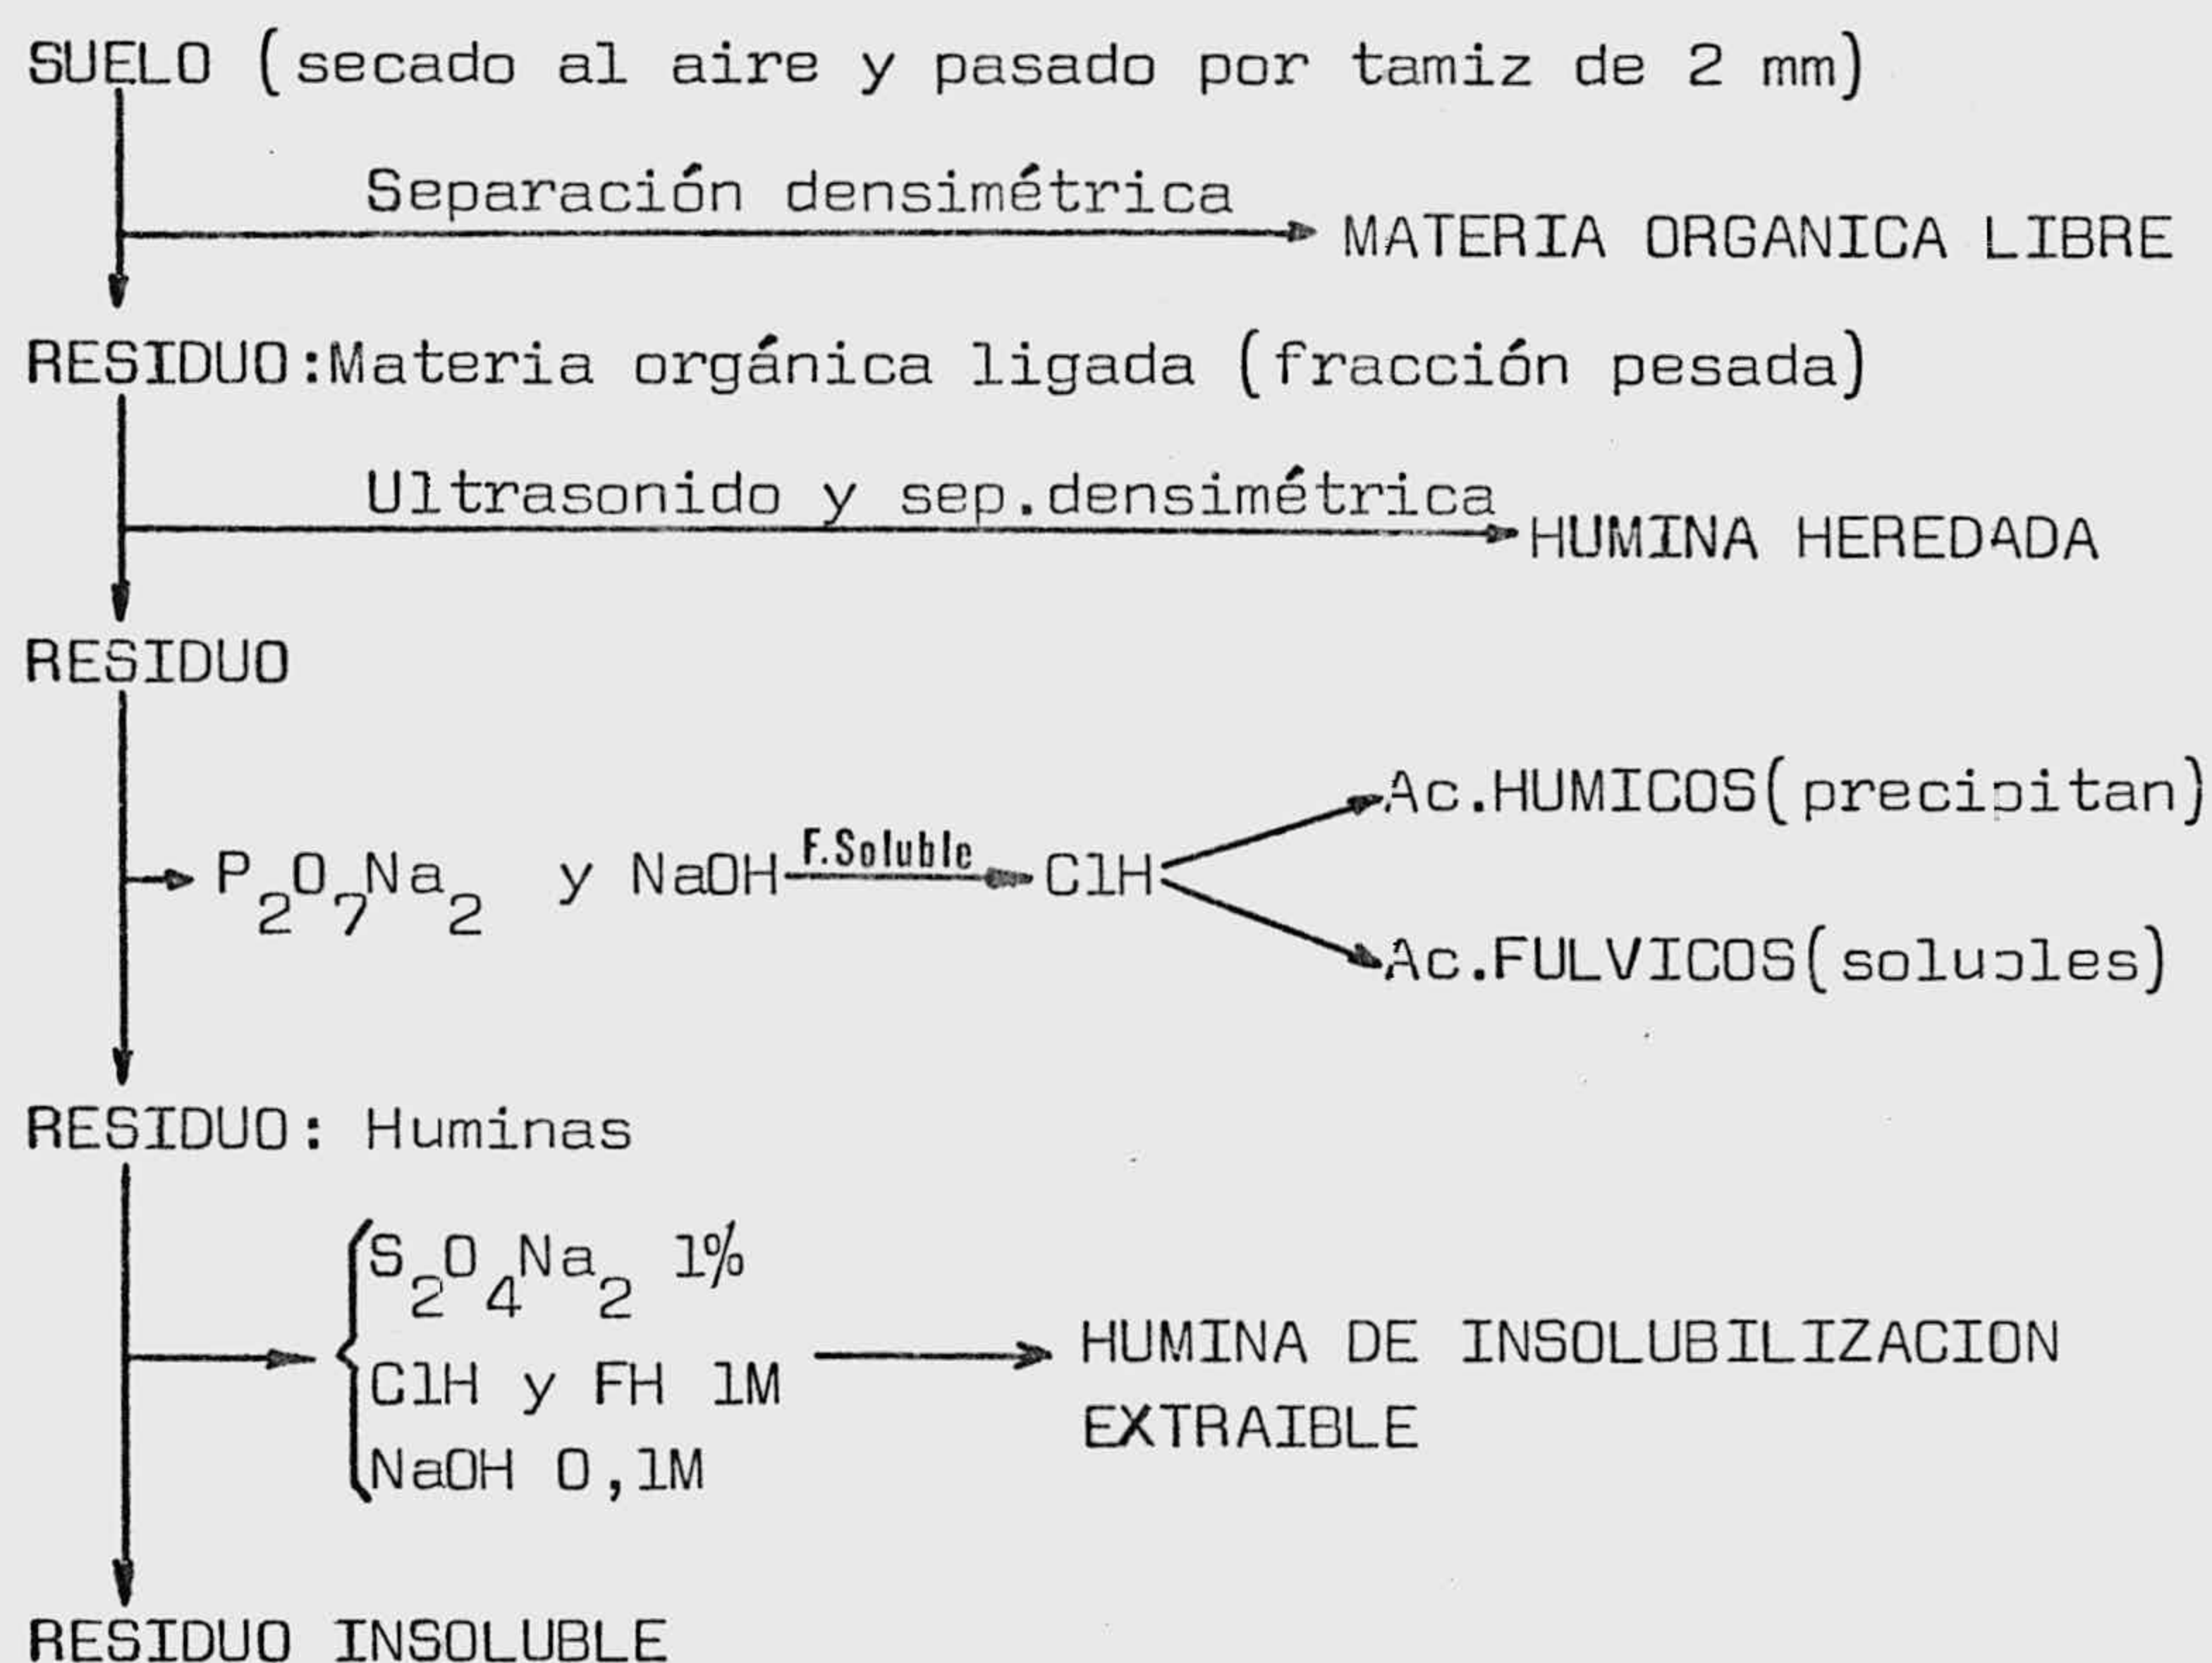 SUELO (secado al aire y pasado por tamiz de 2 mm)
Separación densimétrica
MATERIA ORGANICA LIBRE
RESIDUO:Materia orgánica ligada (fracción pesada)
Ultrasonido y sep.densimétrica
HUMINA HEREDADA
RESIDUO
Ac.HUMICOS(precipitan)
P2O7Na2 y NaOH F.Soluble ClH
Ac.FULVICOS(solubles)
RESIDUO: Huminas
S2O4Na2 1%
ClH y FH 1M
NaOH 0,1M
HUMINA DE INSOLUBILIZACION
EXTRAIBLE
RESIDUO INSOLUBLE